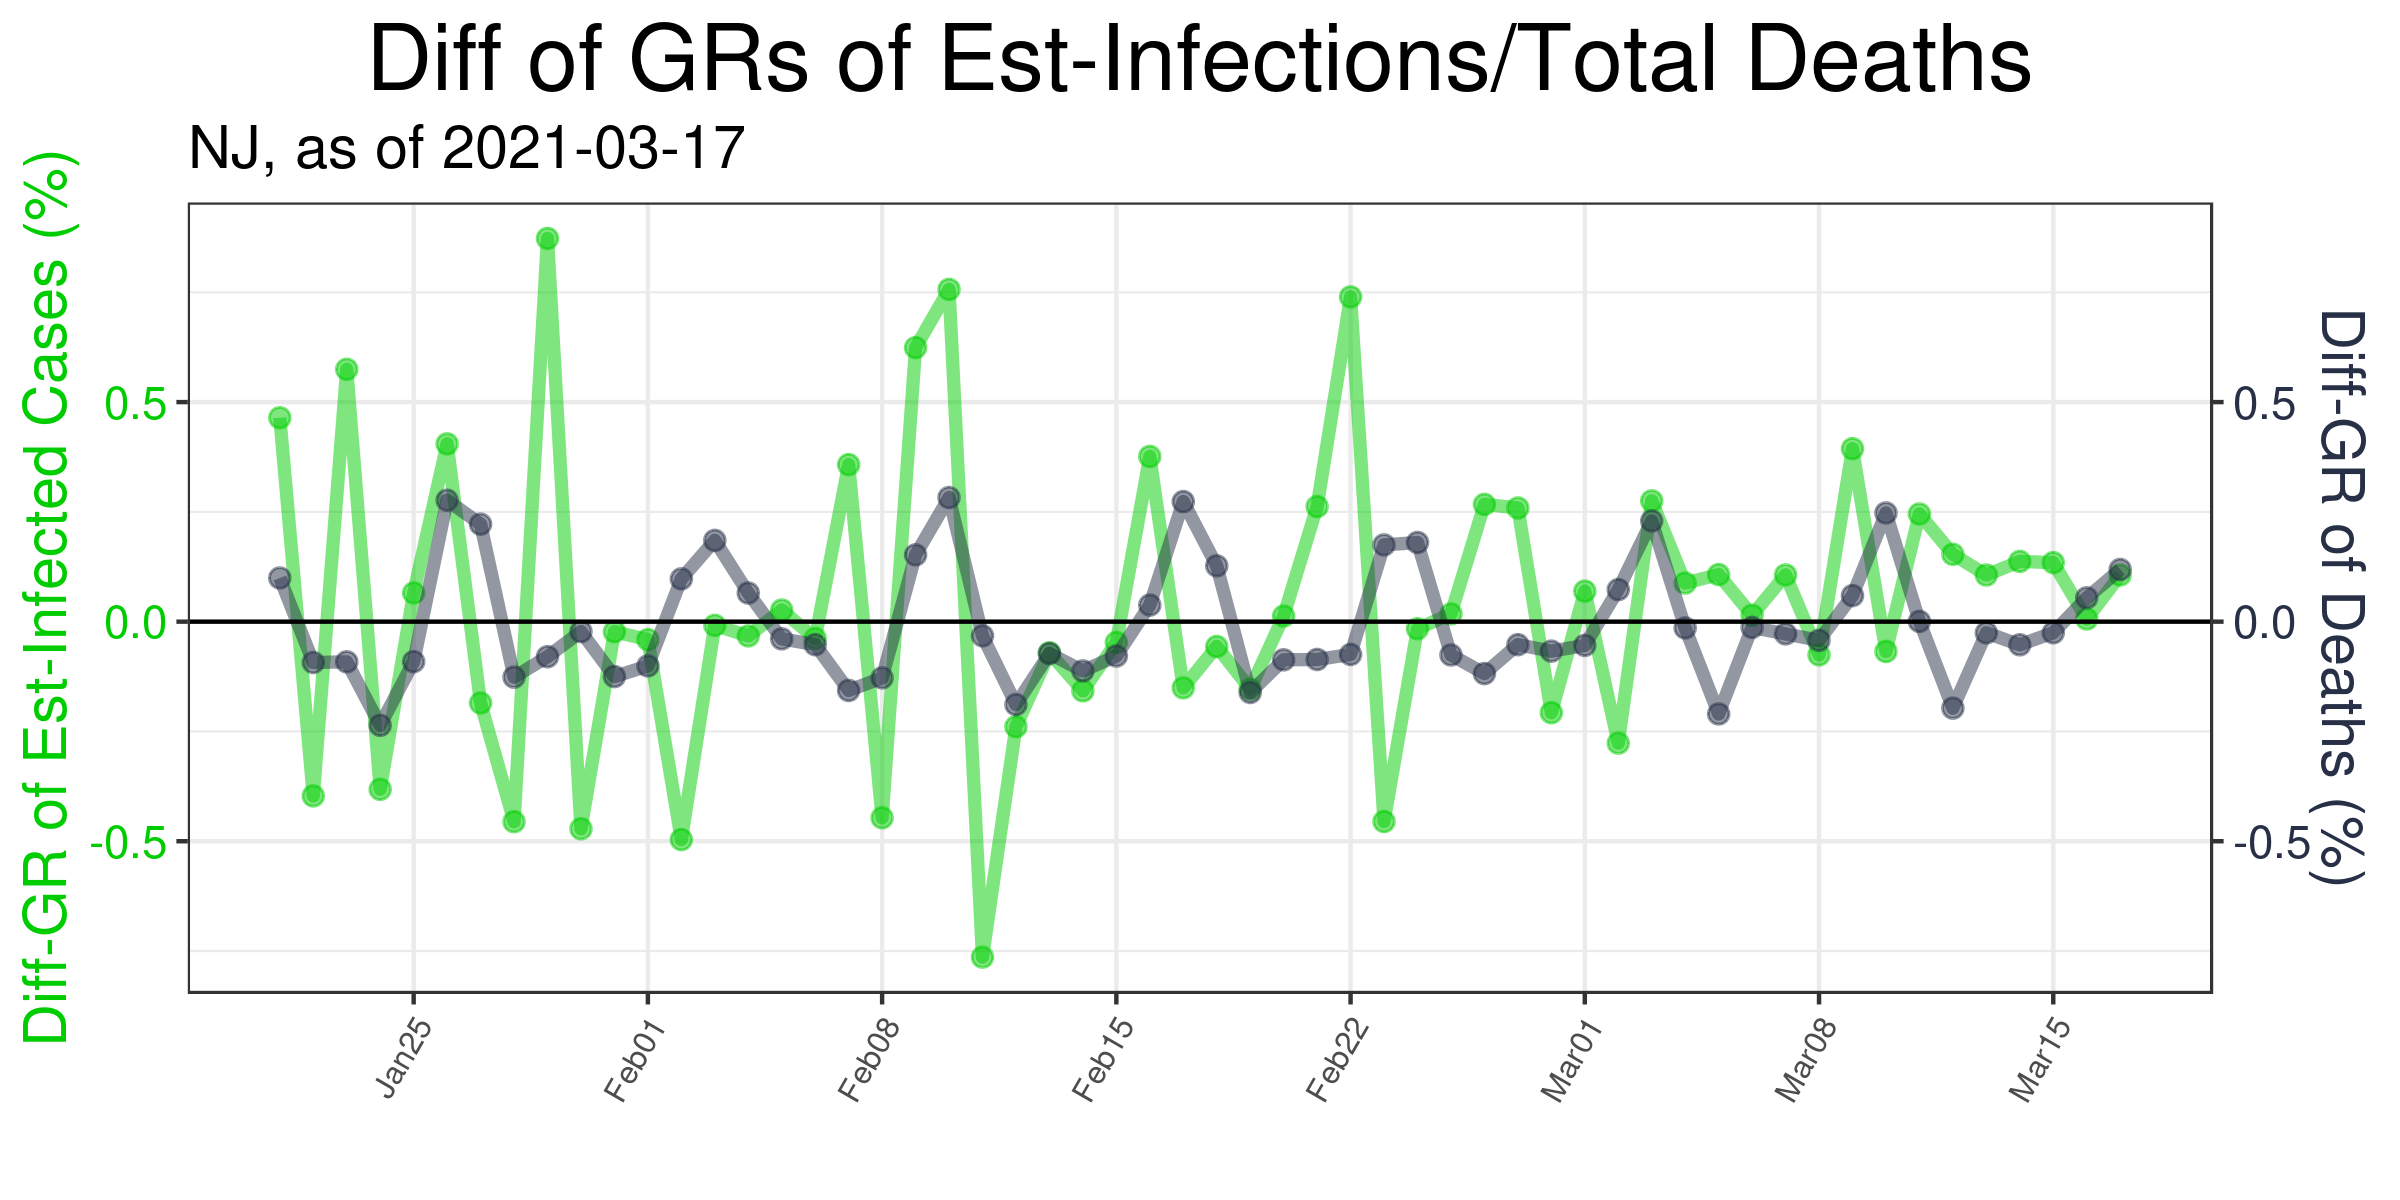 Diff of GRs of Est-Infections/Total Deaths
NJ, as of 2021-03-17
Diff-GR of Est-Infected Cases (%)
0.5
0.0
-0.5
0.5
0.0
-0.5
Diff-GR of Deaths (%)
Jan25
Feb01
Feb08
Feb15
Feb22
Mar01
Mar08
Mar15